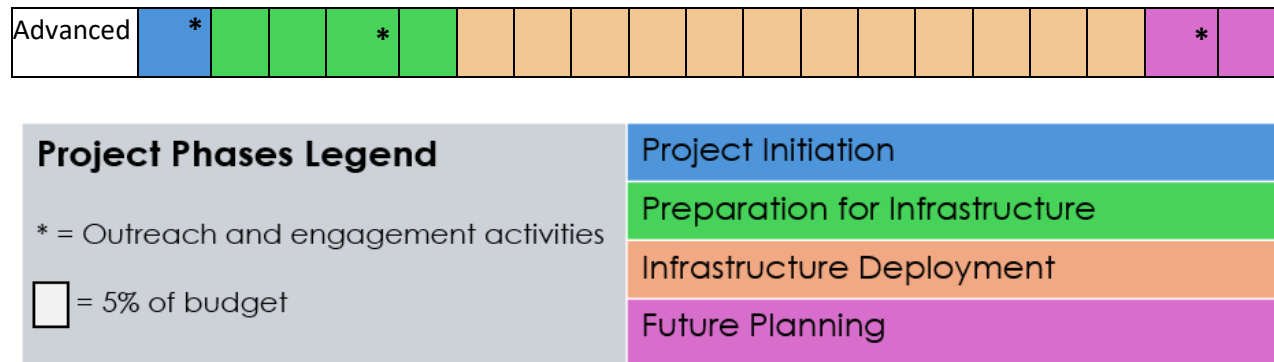 Advanced * * *
Project Phases Legend
* = Outreach and engagement activities
= 5% of budget
Project Initiation
Preparation for Infrastructure
Infrastructure Deployment
Future Planning